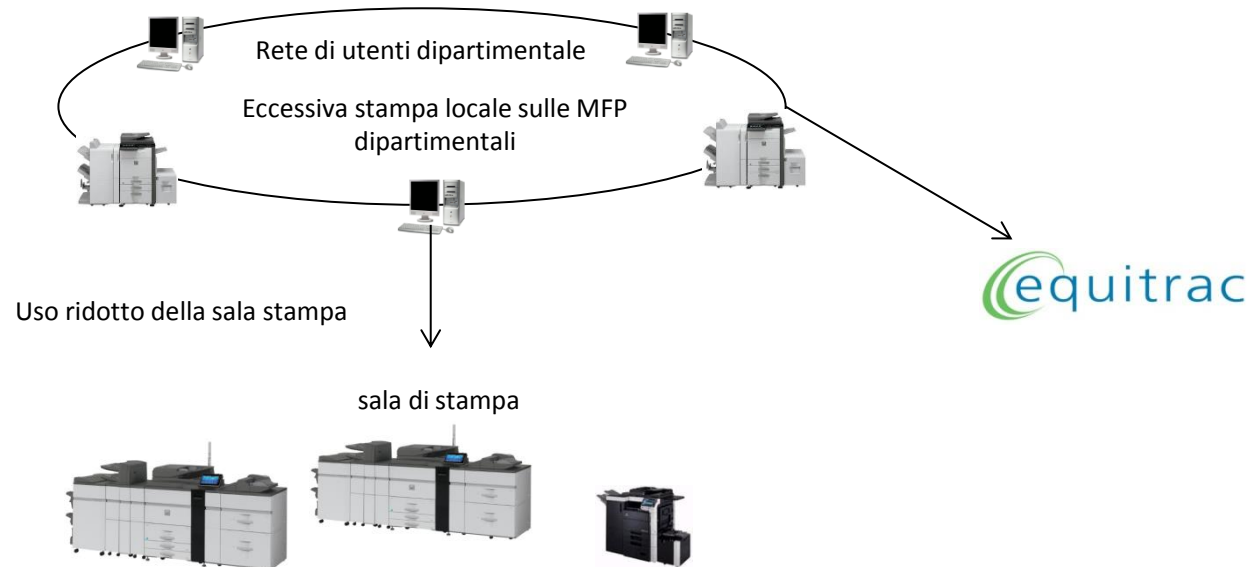 Rete di utenti dipartimentale
Eccessiva stampa locale sulle MFP
dipartimentali
equitrac
Uso ridotto della sala stampa
sala di stampa